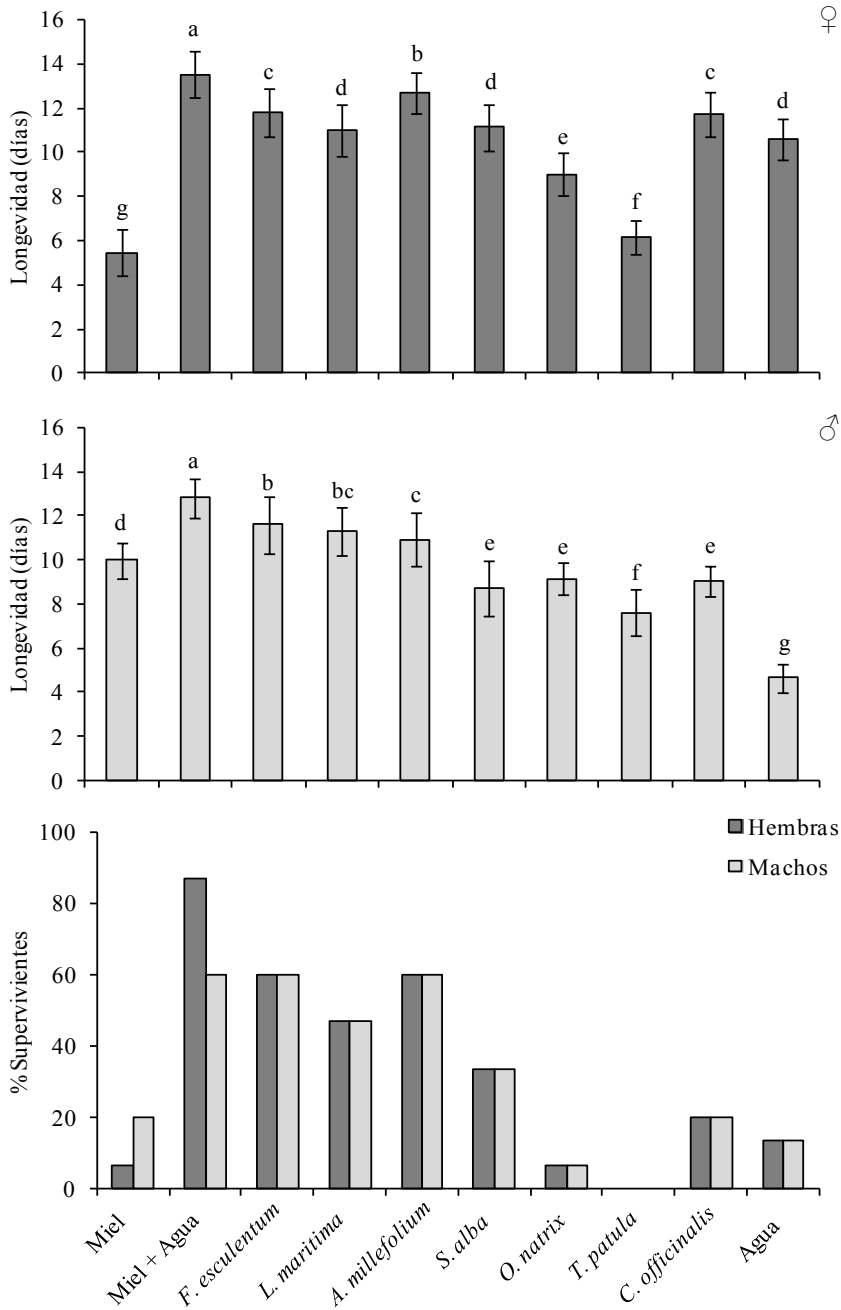 ♀
Longevidad (días)
16
14
12
10
8
6
4
2
0
g
a
c
d
b
d
e
f
c
d
♂
Longevidad (días)
16
14
12
10
8
6
4
2
0
d
a
b
bc
c
e
e
f
e
g
% Supervivientes
100
80
60
40
20
0
Hembras
Machos
Miel
Miel + Agua
F. esculentum
L. maritima
A. millefolium
S. alba
O. natrix
T. patula
C. officinalis
Agua